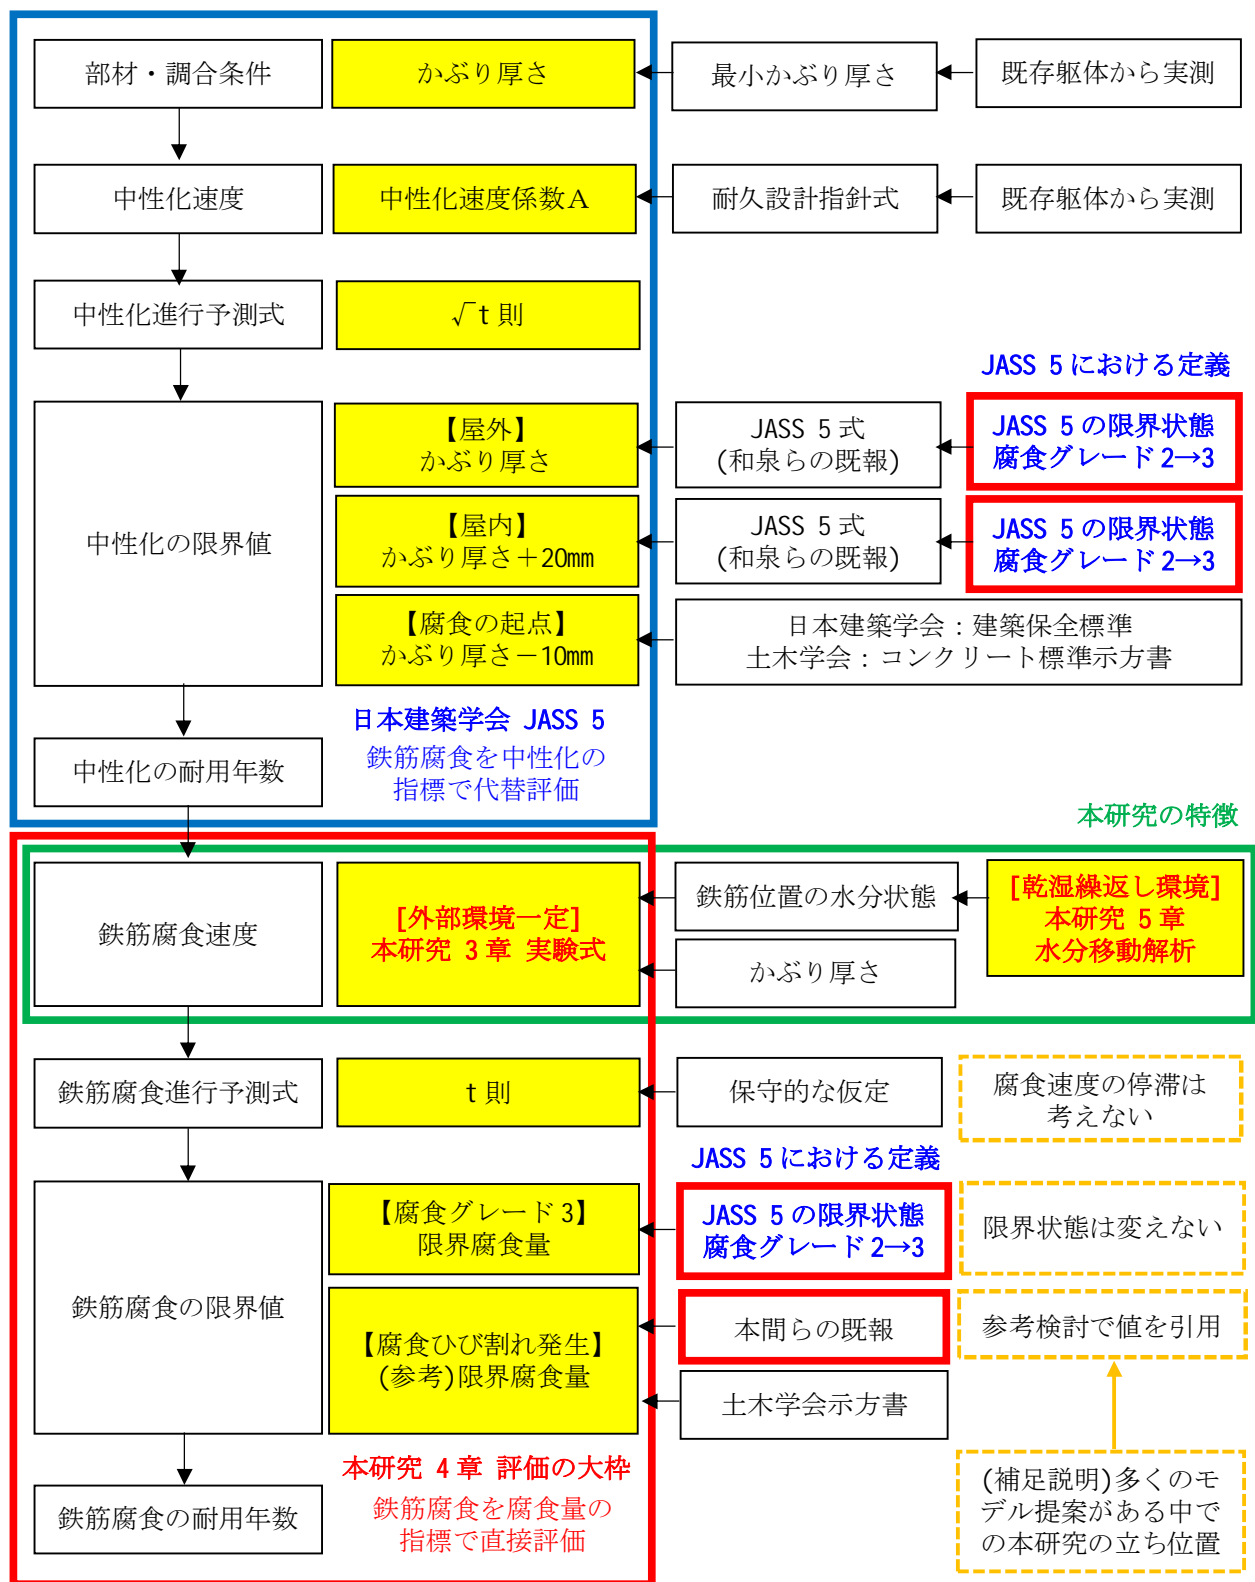 部材・調合条件
かぶり厚さ
最小かぶり厚さ
既存躯体から実測
中性化速度
中性化速度係数A
耐久設計指針式
既存躯体から実測
中性化進行予測式
√t則
JASS 5における定義
中性化の限界値
【屋外】
かぶり厚さ
JASS 5式
(和泉らの既報)
JASS 5の限界状態
腐食グレード2→3
【屋内】
かぶり厚さ+20mm
JASS 5式
(和泉らの既報)
JASS 5の限界状態
腐食グレード2→3
【腐食の起点】
かぶり厚さ-10mm
日本建築学会:建築保全標準
土木学会:コンクリート標準示方書
日本建築学会 JASS 5
鉄筋腐食を中性化の
指標で代替評価
中性化の耐用年数
本研究の特徴
鉄筋腐食速度
[外部環境一定]
本研究 3章 実験式
鉄筋位置の水分状態
かぶり厚さ
[乾湿繰返し環境]
本研究 5章
水分移動解析
鉄筋腐食進行予測式
t則
保守的な仮定
腐食速度の停滞は
考えない
JASS 5における定義
鉄筋腐食の限界値
【腐食グレード3】
限界腐食量
JASS 5の限界状態
腐食グレード2→3
限界状態は変えない
【腐食ひび割れ発生】
(参考)限界腐食量
本間らの既報
参考検討で値を引用
土木学会示方書
本研究 4章 評価の大枠
鉄筋腐食を腐食量の
指標で直接評価
鉄筋腐食の耐用年数
(補足説明)多くのモ
デル提案がある中で
の本研究の立ち位置